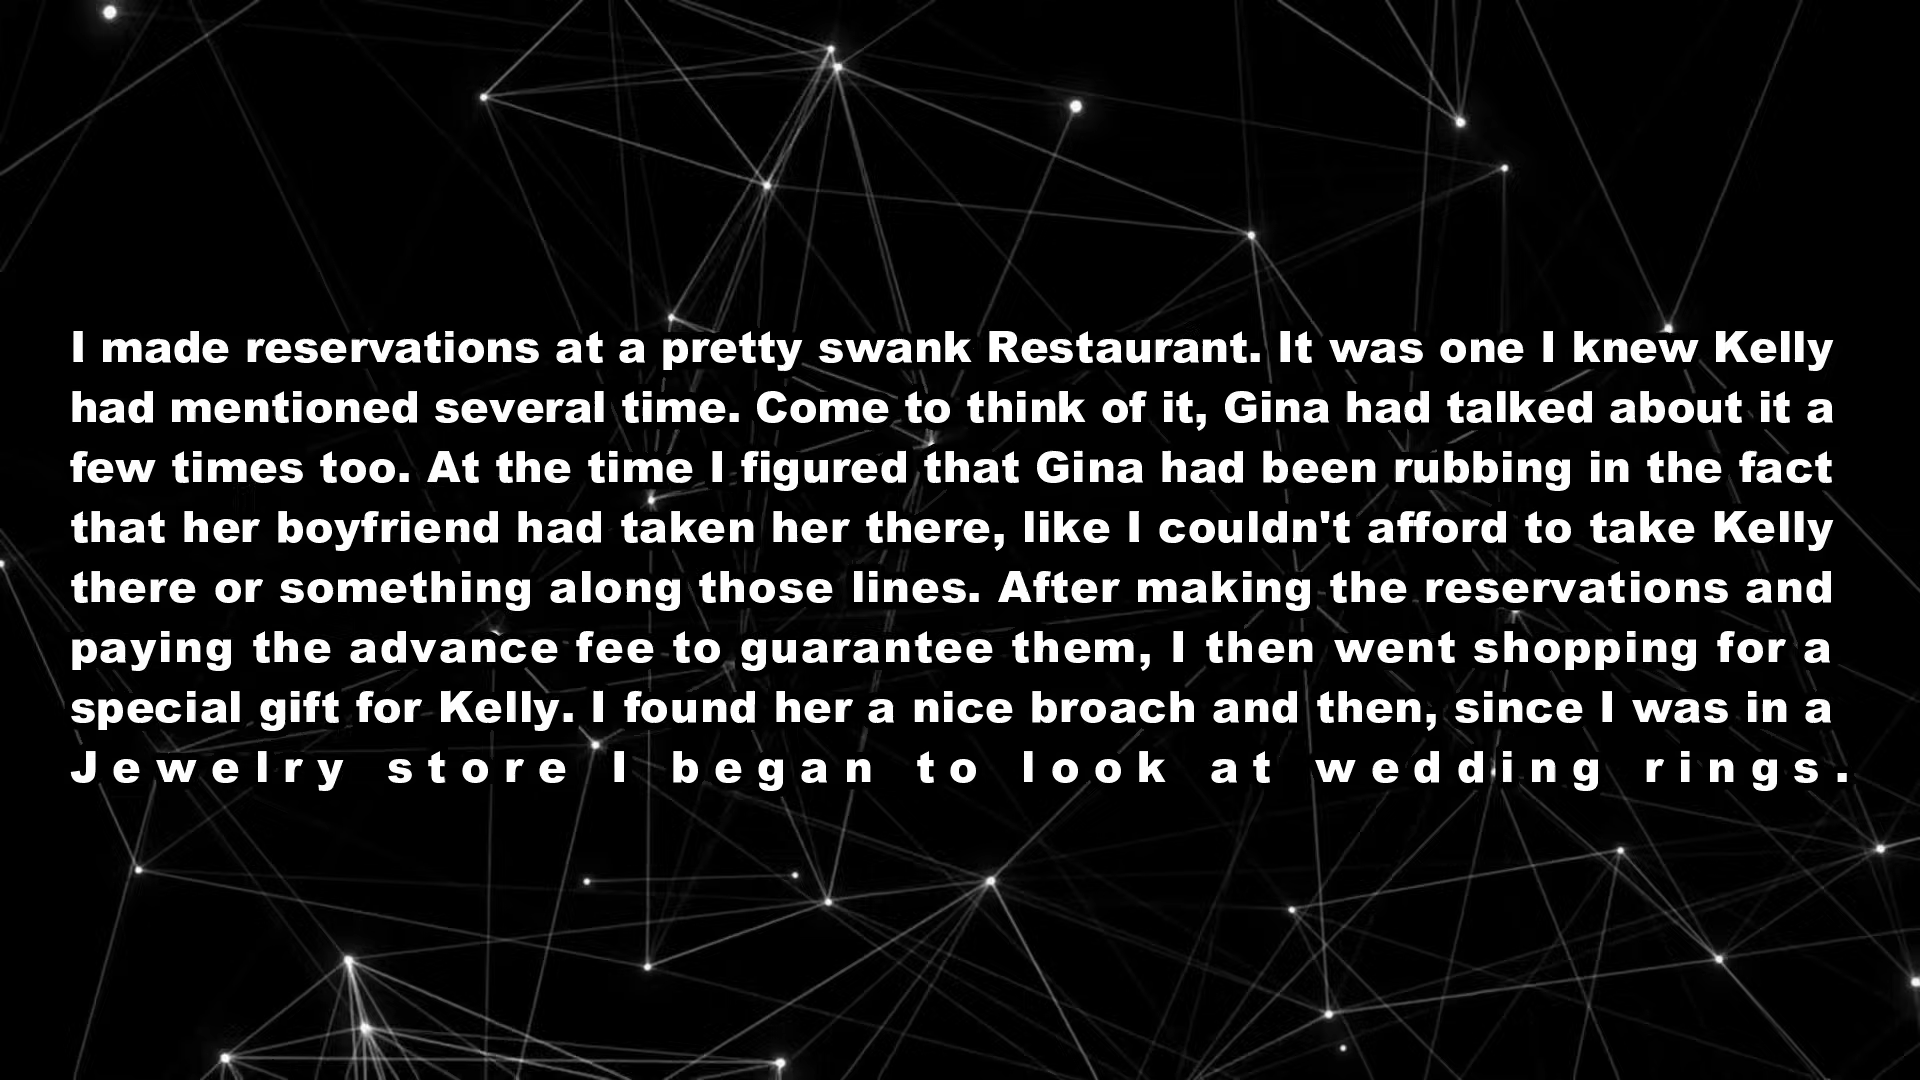 I made reservations at a pretty swank Restaurant. It was one I knew Kelly
had mentioned several time. Come to think of it, Gina had talked about it a
few times too. At the time I figured that Gina had been rubbing in the fact
that her boyfriend had taken her there, like I couldn't afford to take Kelly
there or something along those lines. After making the reservations and
paying the advance fee to guarantee them, I then went shopping for a
special gift for Kelly. I found her a nice broach and then, since I was in a
Jewelry store I began to look at wedding rings.